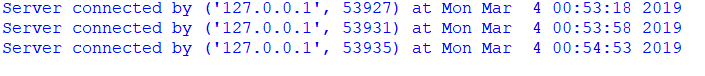 Server connected by ('127.0.0.1', 53927) at Mon Mar  4 00:53:18 2019
Server connected by ('127.0.0.1', 53931) at Mon Mar  4 00:53:58 2019
Server connected by ('127.0.0.1', 53935) at Mon Mar  4 00:54:53 2019